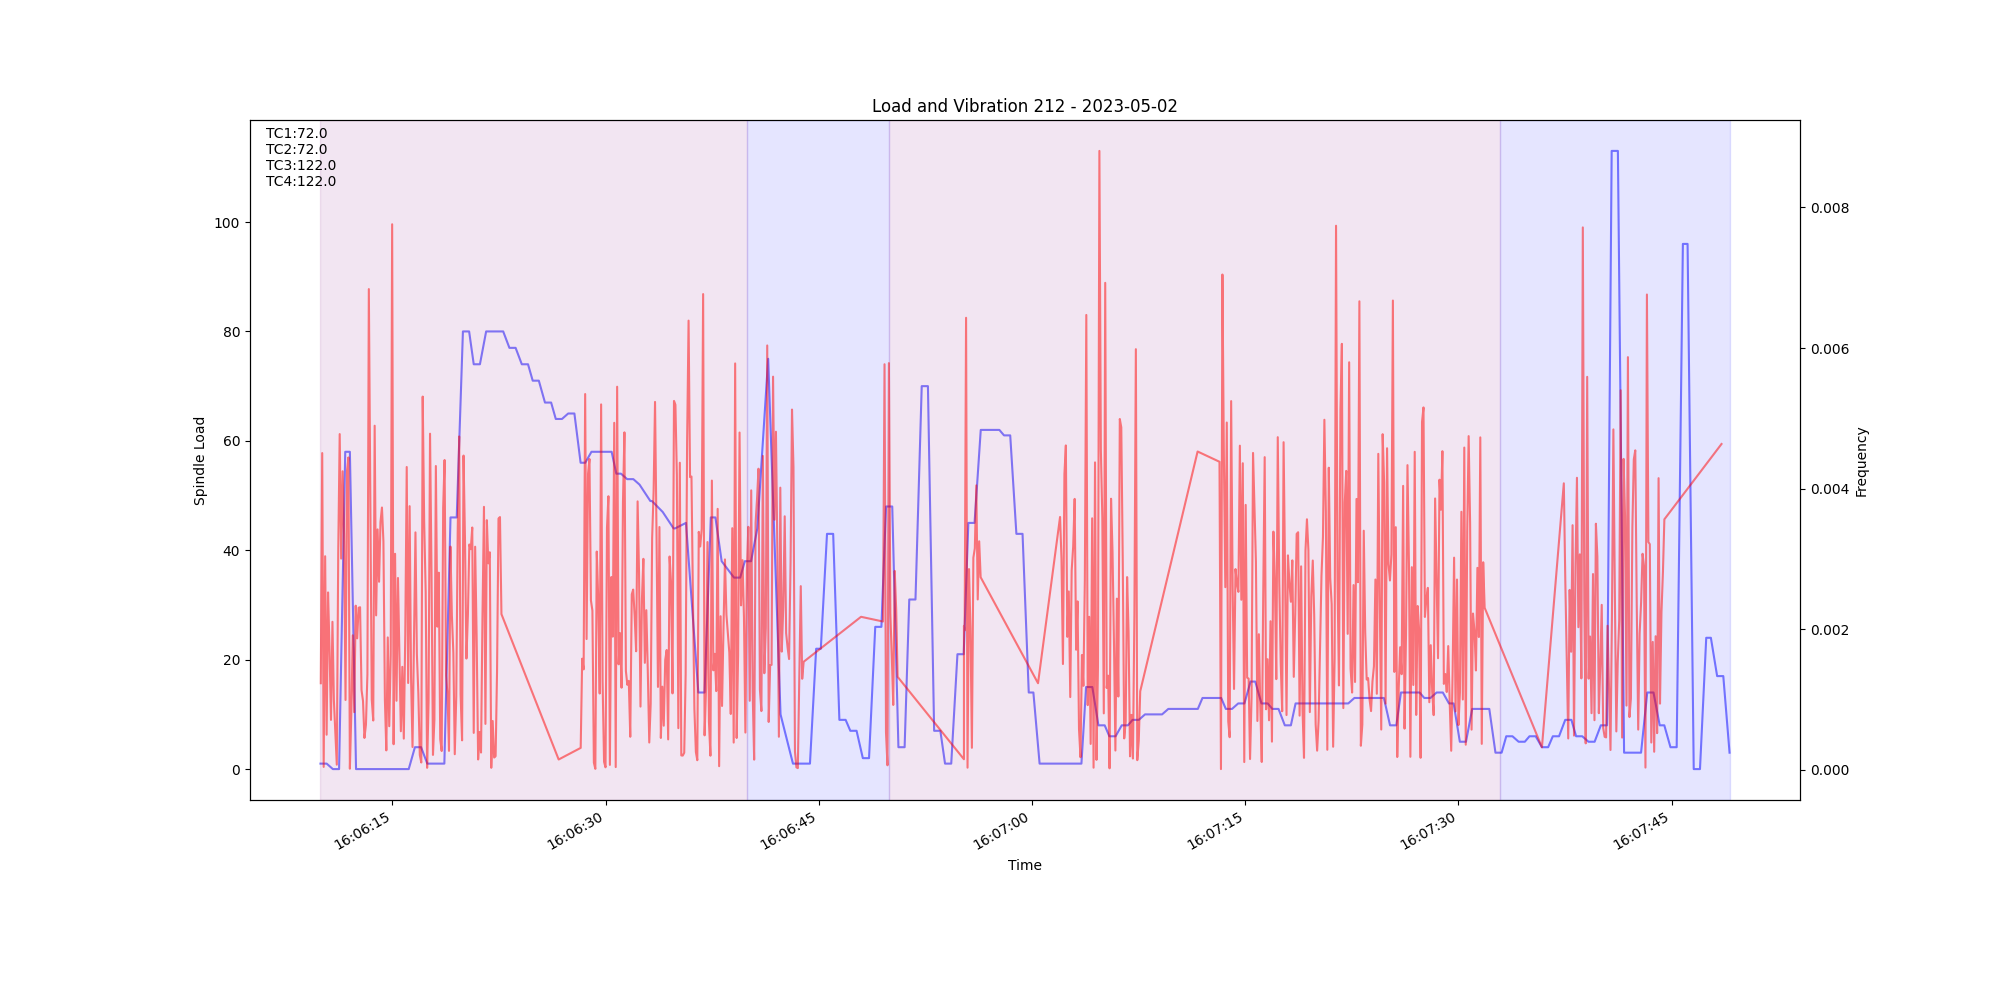 Load and Vibration 212 - 2023-05-02
TC1:72.0
TC2:72.0
TC3:122.0
TC4:122.0
100
80
60
40
20
0
Spindle Load
0.008
0.006
0.004
0.002
0.000
Frequency
16:06:15
16:06:30
16:06:45
16:07:00
16:07:15
16:07:30
16:07:45
Time